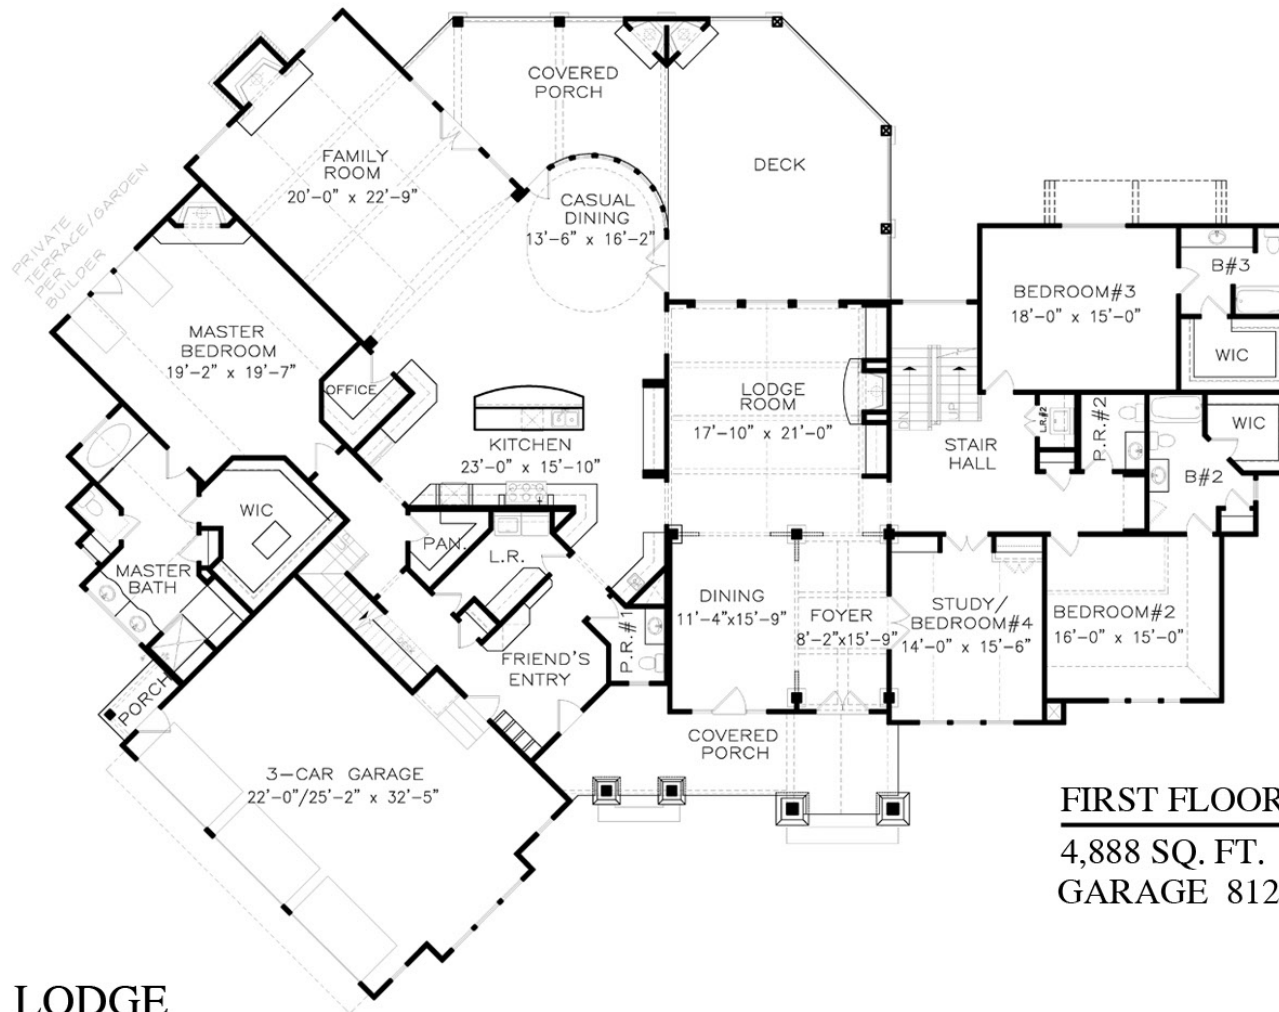 COVERED
PORCH
FAMILY
ROOM
20'-0" x 22'-9"
DECK
CASUAL
DINING
13'-6" x 16'-2"
PRIVATE
TERRACE/GARDEN
PER
BUILDER
B#3
BEDROOM#3
18'-0" x 15'-0"
MASTER
BEDROOM
19'-2" x 19'-7"
WIC
OFFICE
LODGE
ROOM
17'-10" x 21'-0"
DN
UP
L.R.#2
P.R.#2
WIC
KITCHEN
23'-0" x 15'-10"
STAIR
HALL
B#2
WIC
PAN.
L.R.
MASTER
BATH
DINING
11'-4"x15'-9"
FOYER
8'-2"x15'-9"
STUDY/
BEDROOM#4
14'-0" x 15'-6"
BEDROOM#2
16'-0" x 15'-0"
P.R.#1
FRIEND'S
ENTRY
PORCH
COVERED
PORCH
3-CAR GARAGE
22'-0"/25'-2" x 32'-5"
FIRST FLOOR
4,888 SQ. FT.
GARAGE 812
LODGE